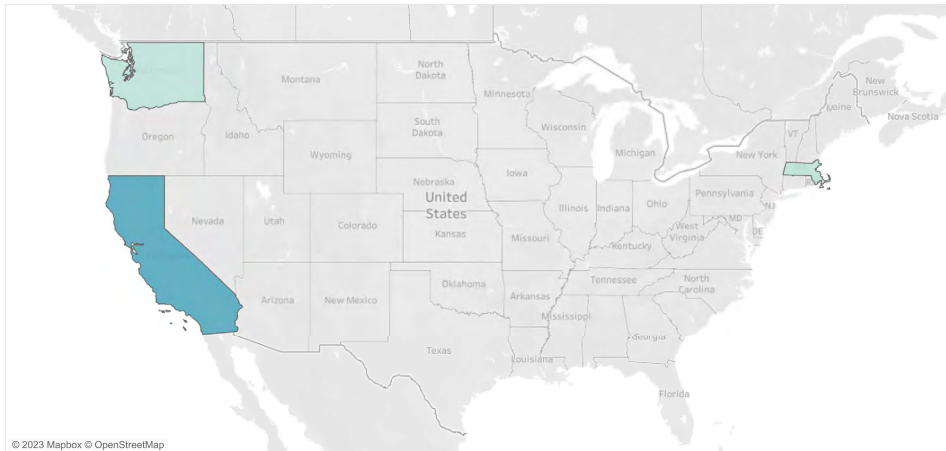 North
Dakota
Montana
Minnesota
New
Brunswick
Maine
Nova Scotia
VT
Oregon
Idaho
South
Dakota
Wisconsin
Michigan
New York
Wyoming
Iowa
Nebraska
Pennsylvania
NJ
Nevada
Utah
Colorado
United
States
Kansas
Illinois
Indiana
Ohio
MD
DE
West
Virginia
Missouri
Kentucky
Arizona
New Mexico
Oklahoma
Arkansas
Tennessee
North
Carolina
Mississippi
Georgia
Texas
Louisiana
Florida
© 2023 Mapbox © OpenStreetMap